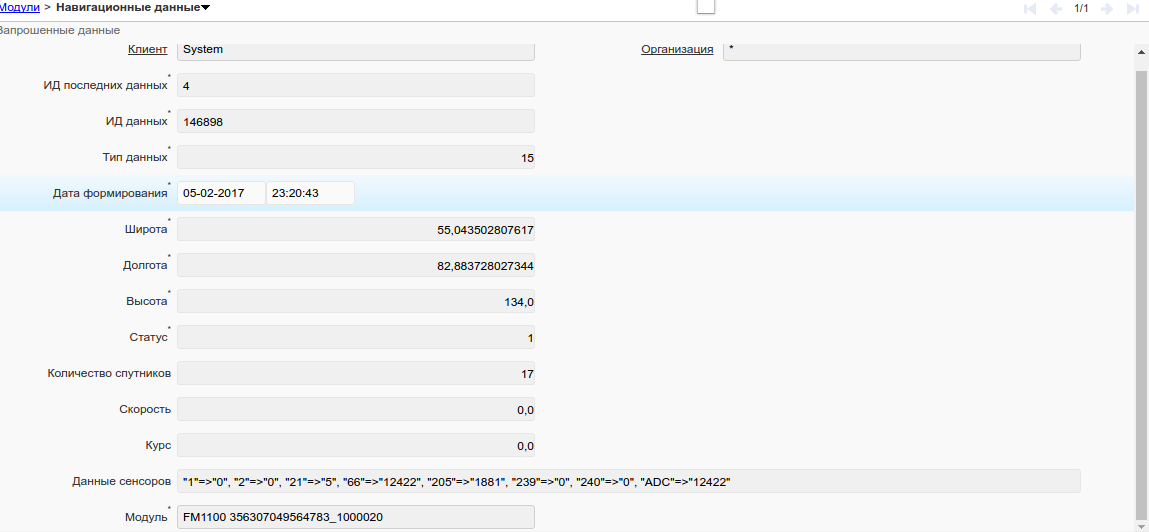 Модули > Навигационные данные 1/1
Запрошенные данные
Клиент System Организация *
ИД последних данных* 4
ИД данных* 146898
Тип данных* 15
Дата формирования* 05-02-2017 23:20:43
Широта* 55,043502807617
Долгота* 82,883728027344
Высота* 134,0
Статус* 1
Количество спутников 17
Скорость 0,0
Курс 0,0
Данные сенсоров "1"=>"0", "2"=>"0", "21"=>"5", "66"=>"12422", "205"=>"1881", "239"=>"0", "240"=>"0", "ADC"=>"12422"
Модуль* FM1100 356307049564783_1000020